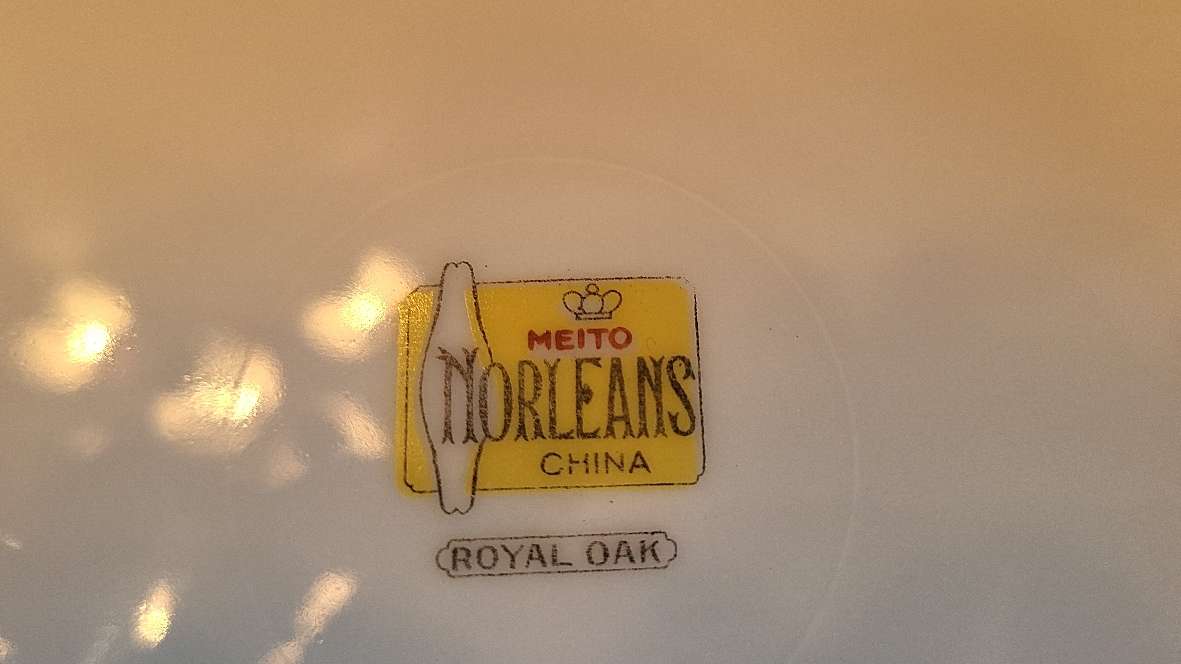 MEITO
NORLEANS
CHINA
ROYAL OAK